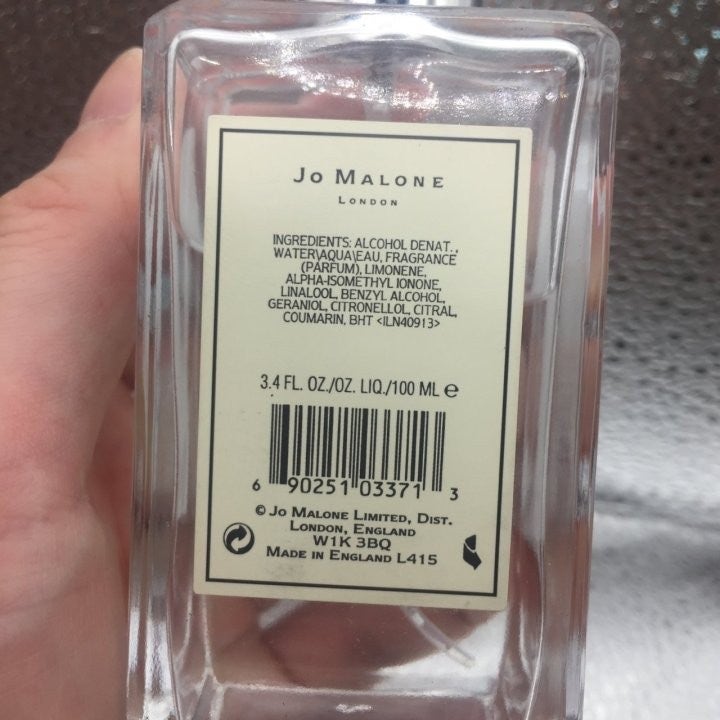 Jo Malone
London
INGREDIENTS: ALCOHOL DENAT. ,
WATER\AQUA\EAU, FRAGRANCE
(PARFUM), LIMONENE,
ALPHA-ISOMETHYL IONONE,
LINALOOL, BENZYL ALCOHOL,
GERANIOL, CITRONELLOL, CITRAL,
COUMARIN, BHT <ILN40913>
3.4 FL. OZ./OZ. LIQ./100 ML ℮
6 90251 03371 3
© Jo Malone Limited, Dist.
London, England
W1K 3BQ
Made in England L415